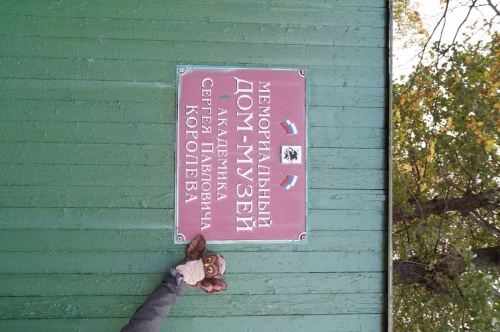 МЕМОРИАЛЬНЫЙ
ДОМ-МУЗЕЙ
АКАДЕМИКА
СЕРГЕЯ ПАВЛОВИЧА
КОРОЛЕВА